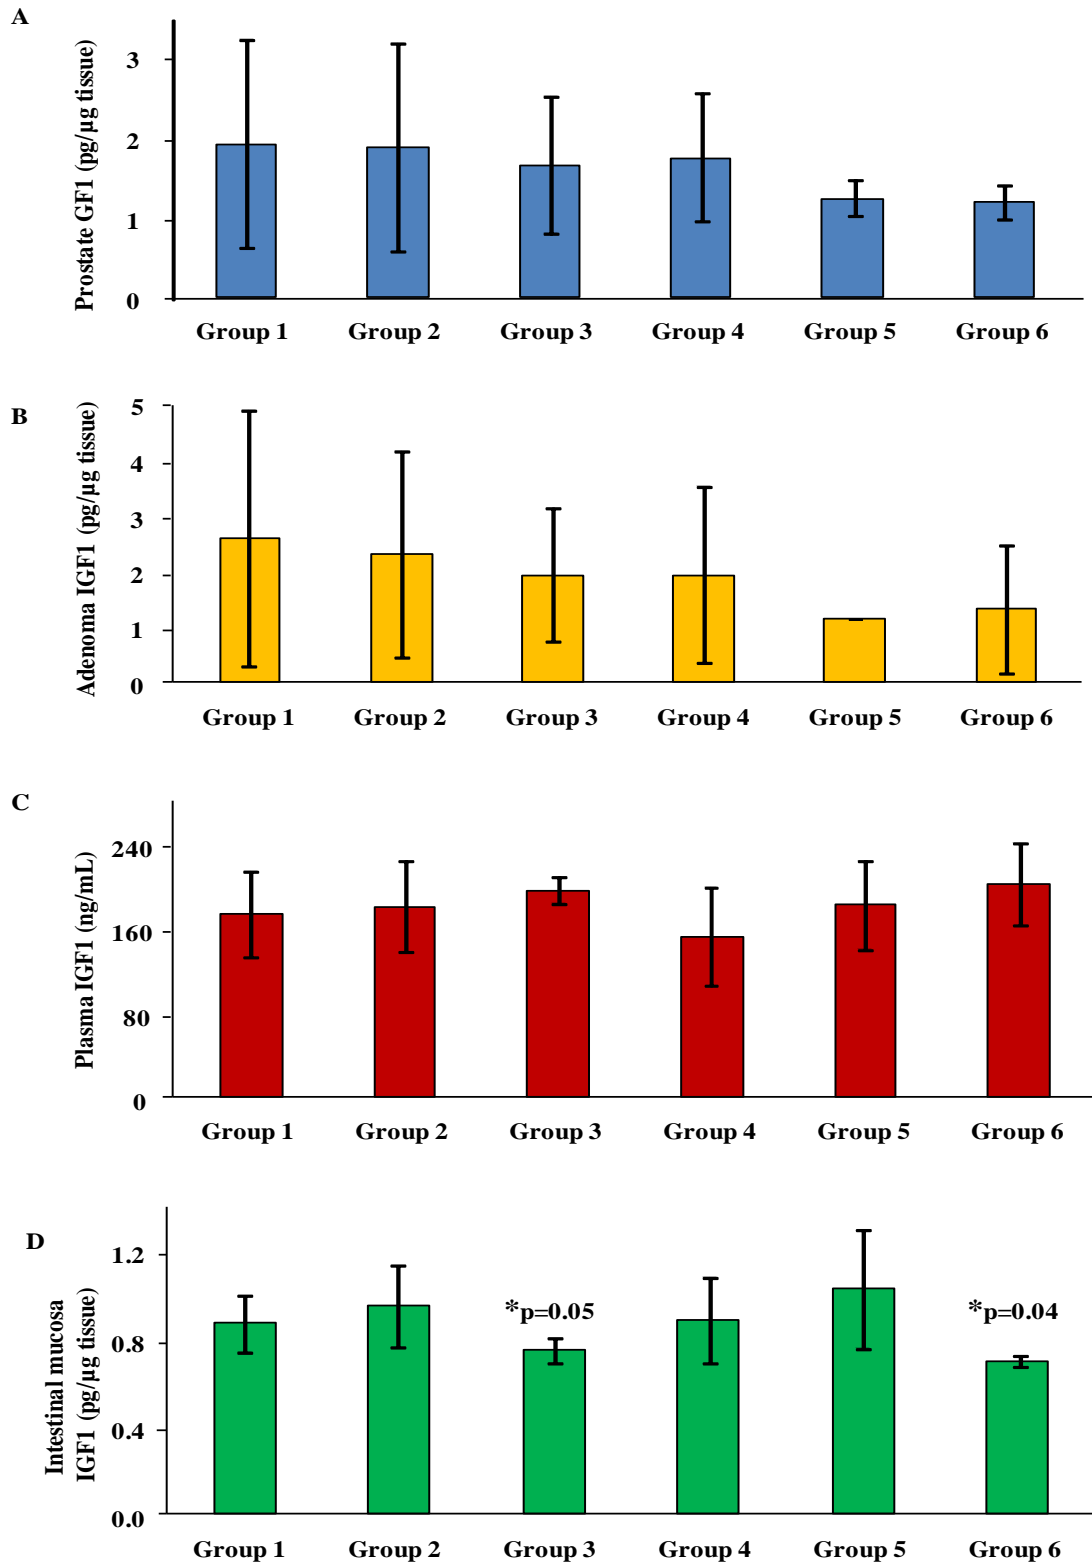 A
Prostate GF1 (pg/µg tissue)
3
2
1
0
Group 1 Group 2 Group 3 Group 4 Group 5 Group 6
B
Adenoma IGF1 (pg/µg tissue)
5
4
3
2
1
0
Group 1 Group 2 Group 3 Group 4 Group 5 Group 6
C
Plasma IGF1 (ng/mL)
240
160
80
0
Group 1 Group 2 Group 3 Group 4 Group 5 Group 6
D
Intestinal mucosa
IGF1 (pg/µg tissue)
1.2
0.8
0.4
0.0
*p=0.05 *p=0.04
Group 1 Group 2 Group 3 Group 4 Group 5 Group 6